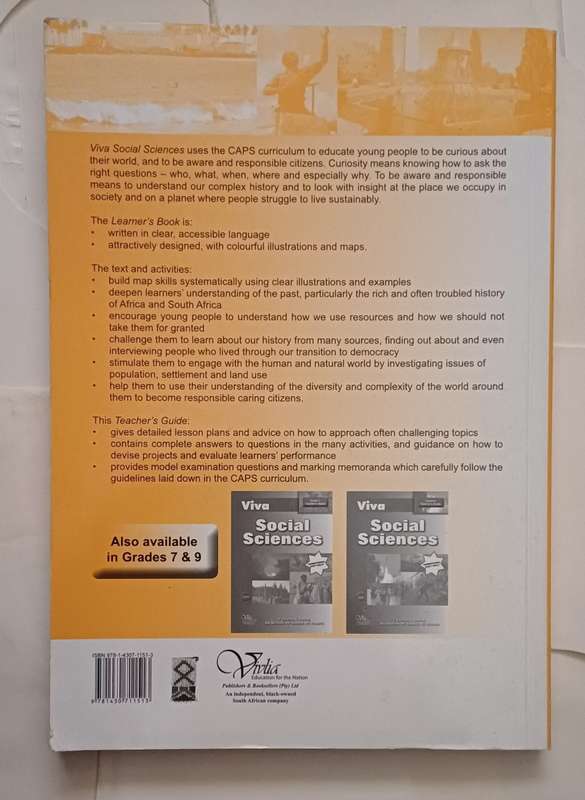 Viva Social Sciences uses the CAPS curriculum to educate young people to be curious about
their world, and to be aware and responsible citizens. Curiosity means knowing how to ask the
right questions – who, what, when, where and especially why. To be aware and responsible
means to understand our complex history and to look with insight at the place we occupy in
society and on a planet where people struggle to live sustainably.
The Learner's Book is:
• written in clear, accessible language
• attractively designed, with colourful illustrations and maps.
The text and activities:
• build map skills systematically using clear illustrations and examples
• deepen learners' understanding of the past, particularly the rich and often troubled history
of Africa and South Africa
• encourage young people to understand how we use resources and how we should not
take them for granted
• challenge them to learn about our history from many sources, finding out about and even
interviewing people who lived through our transition to democracy
• stimulate them to engage with the human and natural world by investigating issues of
population, settlement and land use
• help them to use their understanding of the diversity and complexity of the world around
them to become responsible caring citizens.
This Teacher's Guide:
• gives detailed lesson plans and advice on how to approach often challenging topics
• contains complete answers to questions in the many activities, and guidance on how to
devise projects and evaluate learners' performance
• provides model examination questions and marking memoranda which carefully follow the
guidelines laid down in the CAPS curriculum.
Also available
in Grades 7 & 9
Viva
Social
Sciences
Viva
Social
Sciences
ISBN 978-1-4307-1151-3
9781430711513
Vivlia
Education for the Nation
Publishers & Booksellers (Pty) Ltd
An independent, black-owned
South African company